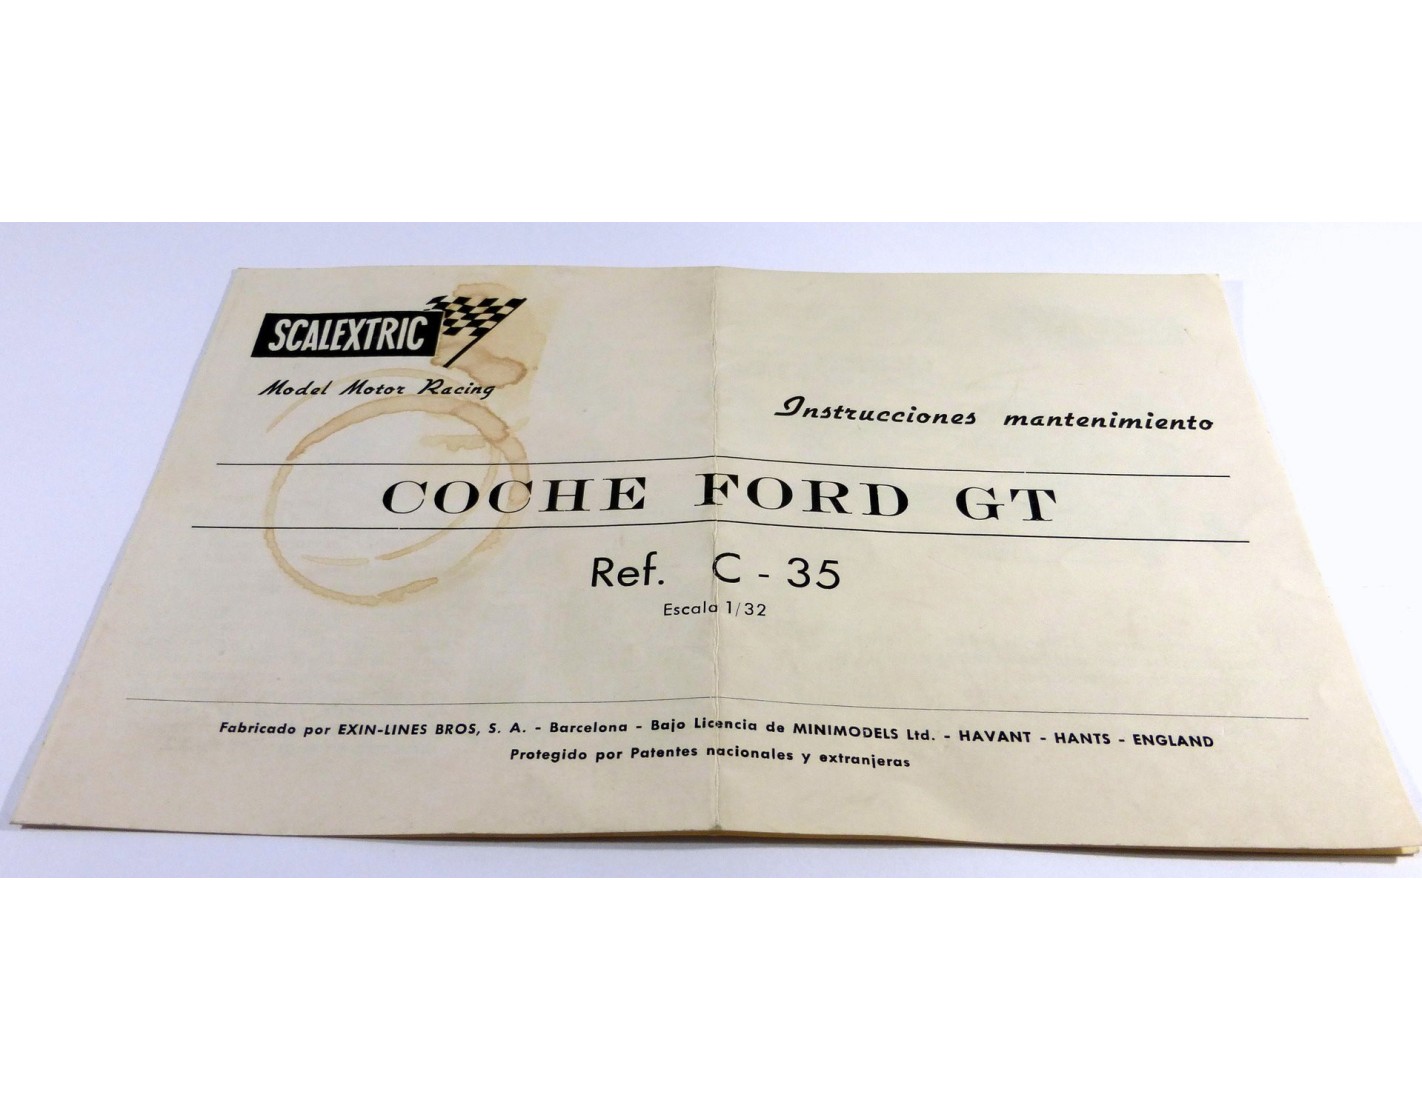 SCALEXTRIC
Model Motor Racing
Instrucciones mantenimiento
COCHE FORD GT
Ref. C - 35
Escala 1/32
Fabricado por EXIN-LINES BROS, S. A. - Barcelona - Bajo Licencia de MINIMODELS Ltd. - HAVANT - HANTS - ENGLAND
Protegido por Patentes nacionales y extranjeras